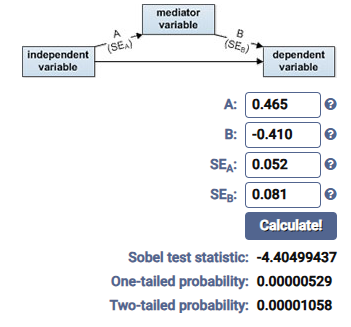 mediator
variable
A
(SEA)
B
(SEB)
independent
variable
dependent
variable
A: 0.465 ?
B: -0.410 ?
SEA: 0.052 ?
SEB: 0.081 ?
Calculate!
Sobel test statistic: -4.40499437
One-tailed probability: 0.00000529
Two-tailed probability: 0.00001058